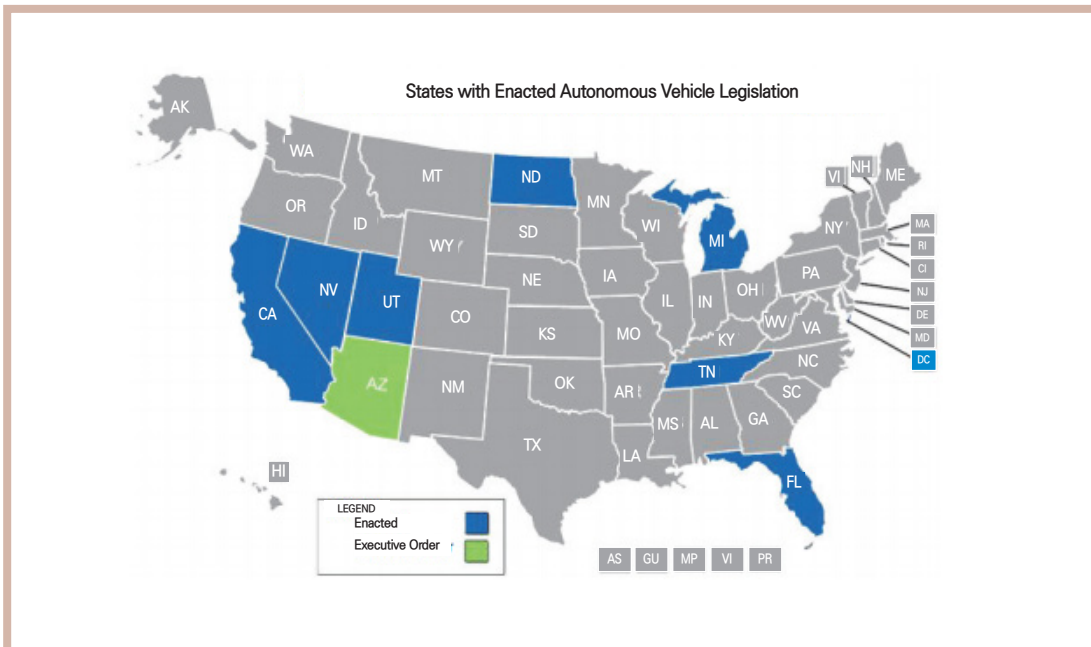 States with Enacted Autonomous Vehicle Legislation
AK
WA
MT
ND
MN
VI
NH
ME
OR
ID
WY
SD
WI
MI
NY
MA
RI
CI
NJ
DE
MD
DC
CA
NV
UT
CO
NE
IA
IL
IN
OH
PA
KS
MO
KY
WV
VA
AZ
NM
OK
AR
TN
NC
SC
TX
LA
MS
AL
GA
FL
HI
LEGEND
Enacted
Executive Order
AS
GU
MP
VI
PR